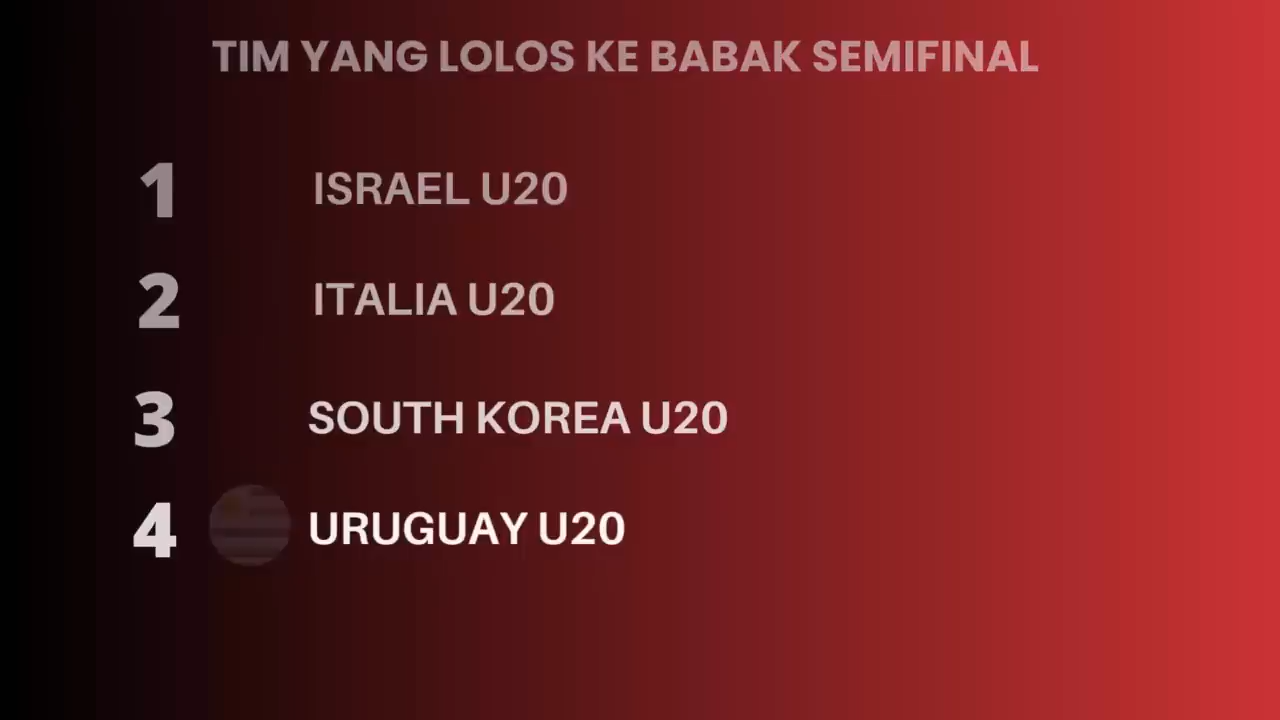 TIM YANG LOLOS KE BABAK SEMIFINAL
1 ISRAEL U20
2 ITALIA U20
3 SOUTH KOREA U20
4 URUGUAY U20